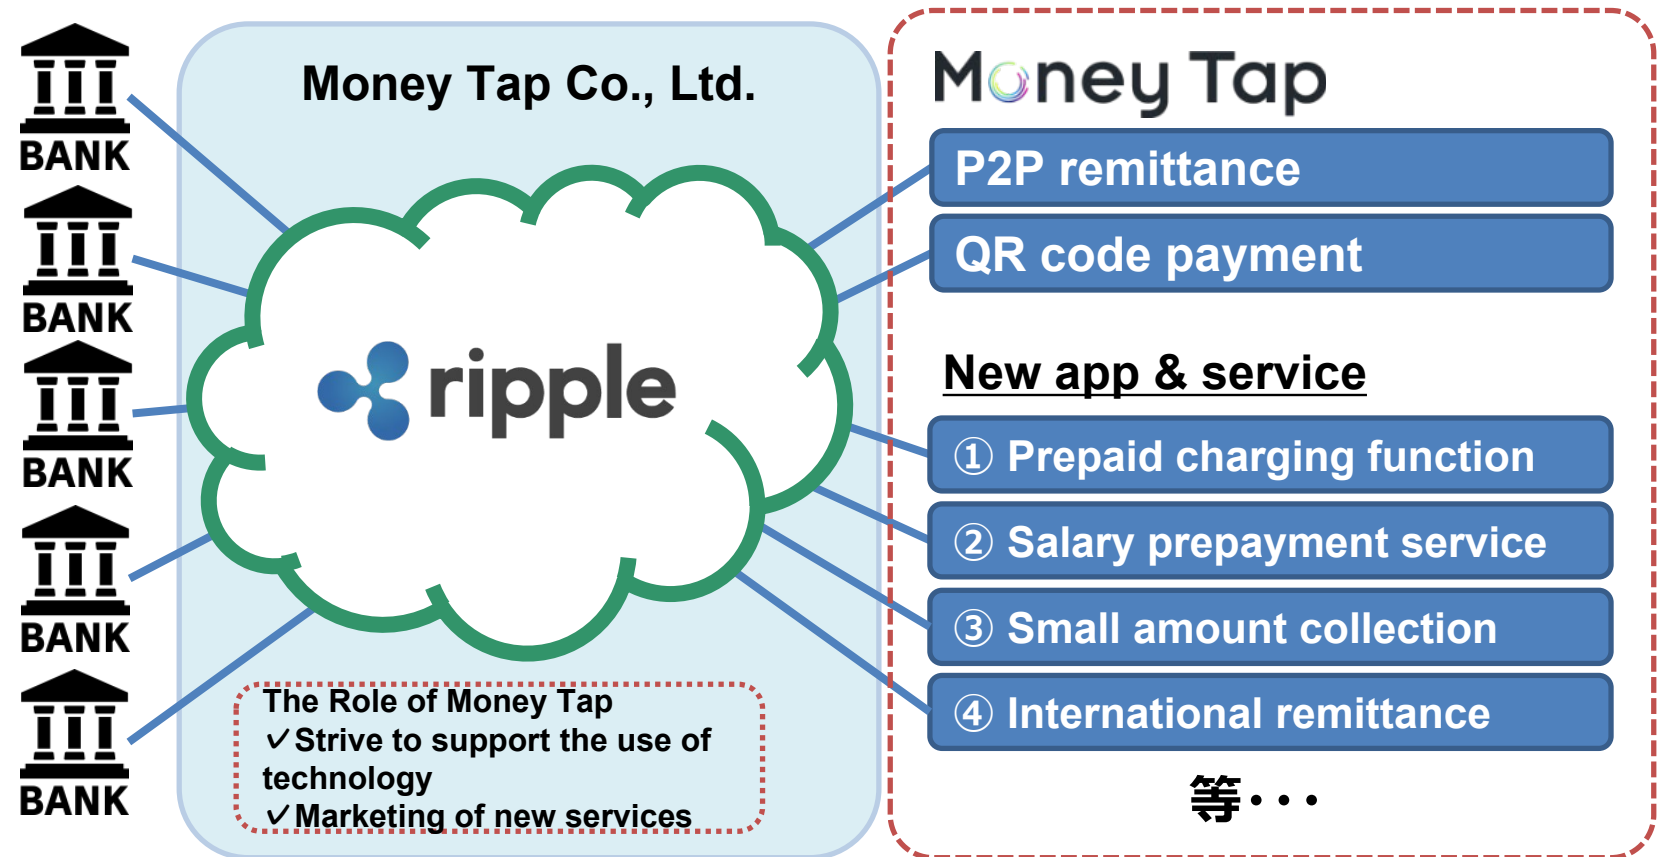 BANK
BANK
BANK
BANK
BANK
Money Tap Co., Ltd.
ripple
The Role of Money Tap
✓Strive to support the use of
technology
✓Marketing of new services
Money Tap
P2P remittance
QR code payment
New app & service
① Prepaid charging function
② Salary prepayment service
③ Small amount collection
④ International remittance
等・・・